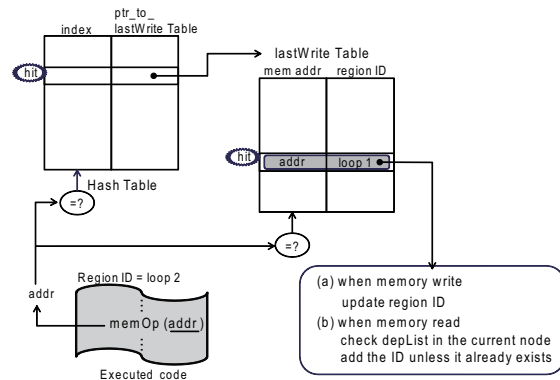 index
ptr_to_
lastWrite Table
hit
lastWrite Table
mem addr region ID
hit
addr loop 1
Hash Table
=?
=?
Region ID = loop 2
addr
memOp (addr)
Executed code
(a) when memory write
update region ID
(b) when memory read
check depList in the current node
add the ID unless it already exists